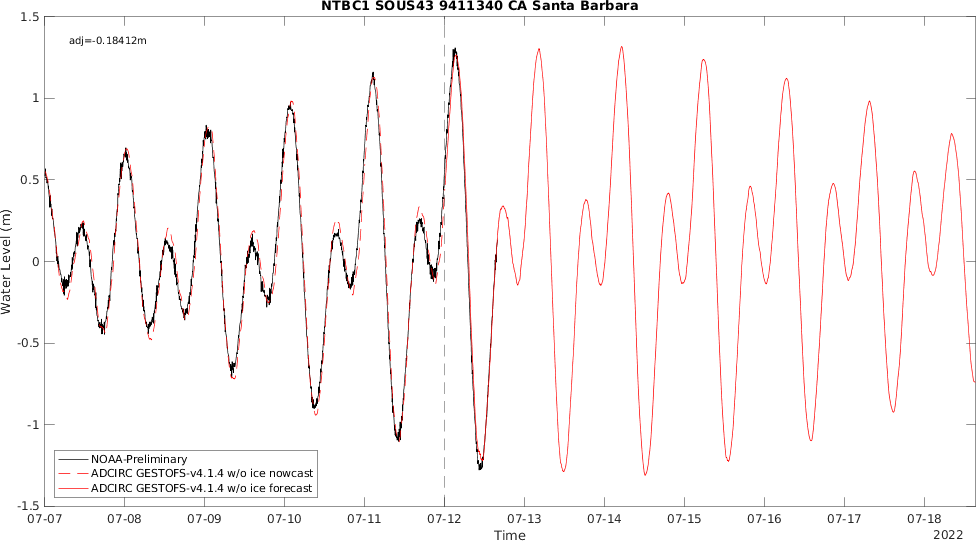 NTBC1 SOUS43 9411340 CA Santa Barbara
adj=-0.18412m
Water Level (m)
1.5
1
0.5
0
-0.5
-1
-1.5
NOAA-Preliminary
ADCIRC GESTOFS-v4.1.4 w/o ice nowcast
ADCIRC GESTOFS-v4.1.4 w/o ice forecast
07-07 07-08 07-09 07-10 07-11 07-12 07-13 07-14 07-15 07-16 07-17 07-18
Time
2022